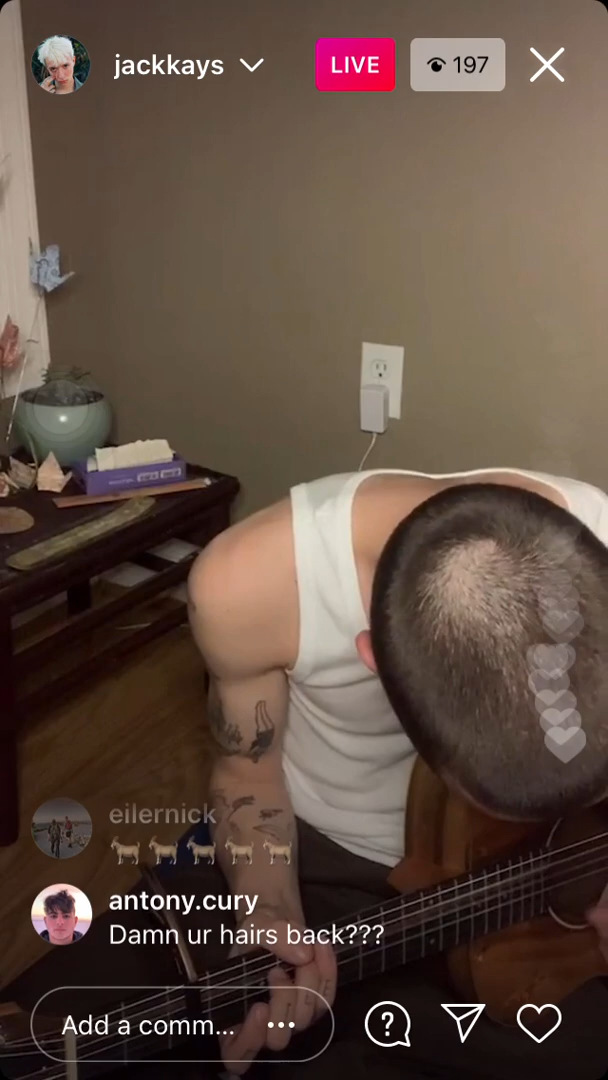 jackkays
LIVE
197
eilernick
🐐 🐐 🐐 🐐 🐐
antony.cury
Damn ur hairs back???
Add a comm...